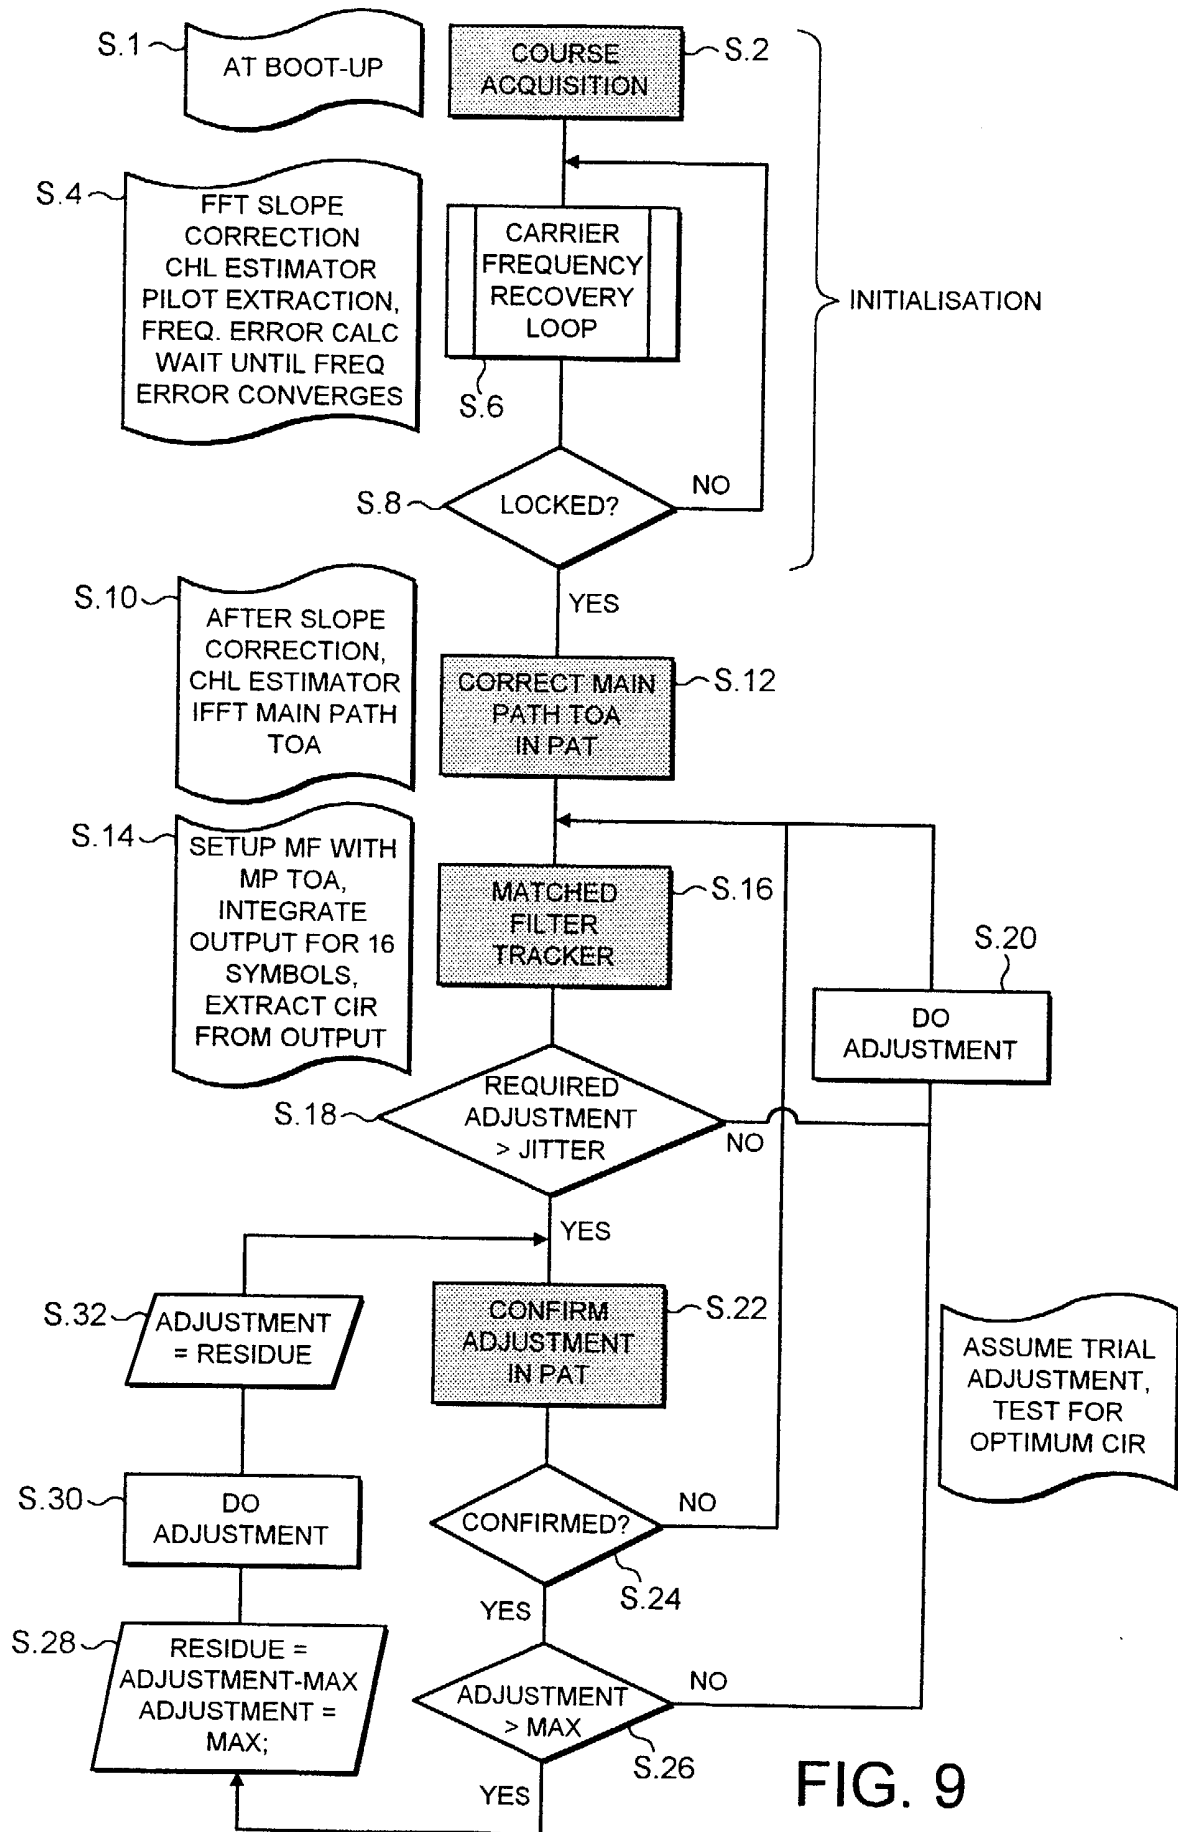 S.1
AT BOOT-UP
COURSE
ACQUISITION
S.2
S.4
FFT SLOPE
CORRECTION
CHL ESTIMATOR
PILOT EXTRACTION,
FREQ. ERROR CALC
WAIT UNTIL FREQ
ERROR CONVERGES
CARRIER
FREQUENCY
RECOVERY
LOOP
S.6
INITIALISATION
S.8
LOCKED?
NO
YES
S.10
AFTER SLOPE
CORRECTION,
CHL ESTIMATOR
IFFT MAIN PATH
TOA
CORRECT MAIN
PATH TOA
IN PAT
S.12
S.14
SETUP MF WITH
MP TOA,
INTEGRATE
OUTPUT FOR 16
SYMBOLS,
EXTRACT CIR
FROM OUTPUT
MATCHED
FILTER
TRACKER
S.16
S.20
DO
ADJUSTMENT
S.18
REQUIRED
ADJUSTMENT
> JITTER
NO
YES
S.32
ADJUSTMENT
= RESIDUE
CONFIRM
ADJUSTMENT
IN PAT
S.22
ASSUME TRIAL
ADJUSTMENT,
TEST FOR
OPTIMUM CIR
S.30
DO
ADJUSTMENT
CONFIRMED?
NO
S.24
YES
S.28
RESIDUE =
ADJUSTMENT-MAX
ADJUSTMENT =
MAX;
ADJUSTMENT
> MAX
NO
S.26
YES
FIG. 9